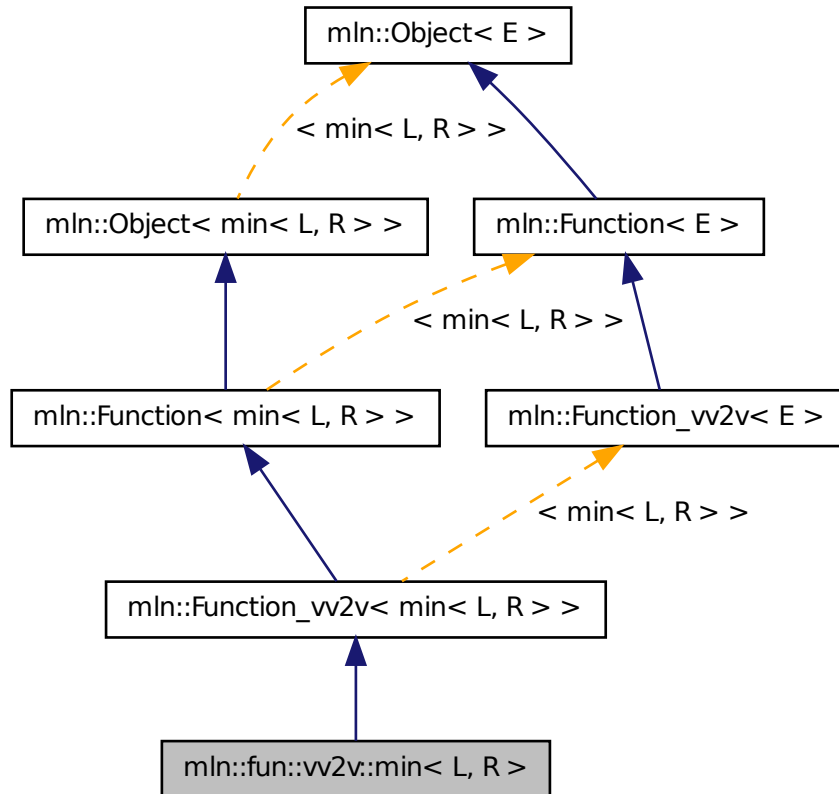 mln::Object< E >
< min< L, R > >
mln::Object< min< L, R > >
mln::Function< E >
< min< L, R > >
mln::Function< min< L, R > >
mln::Function_vv2v< E >
< min< L, R > >
mln::Function_vv2v< min< L, R > >
mln::fun::vv2v::min< L, R >